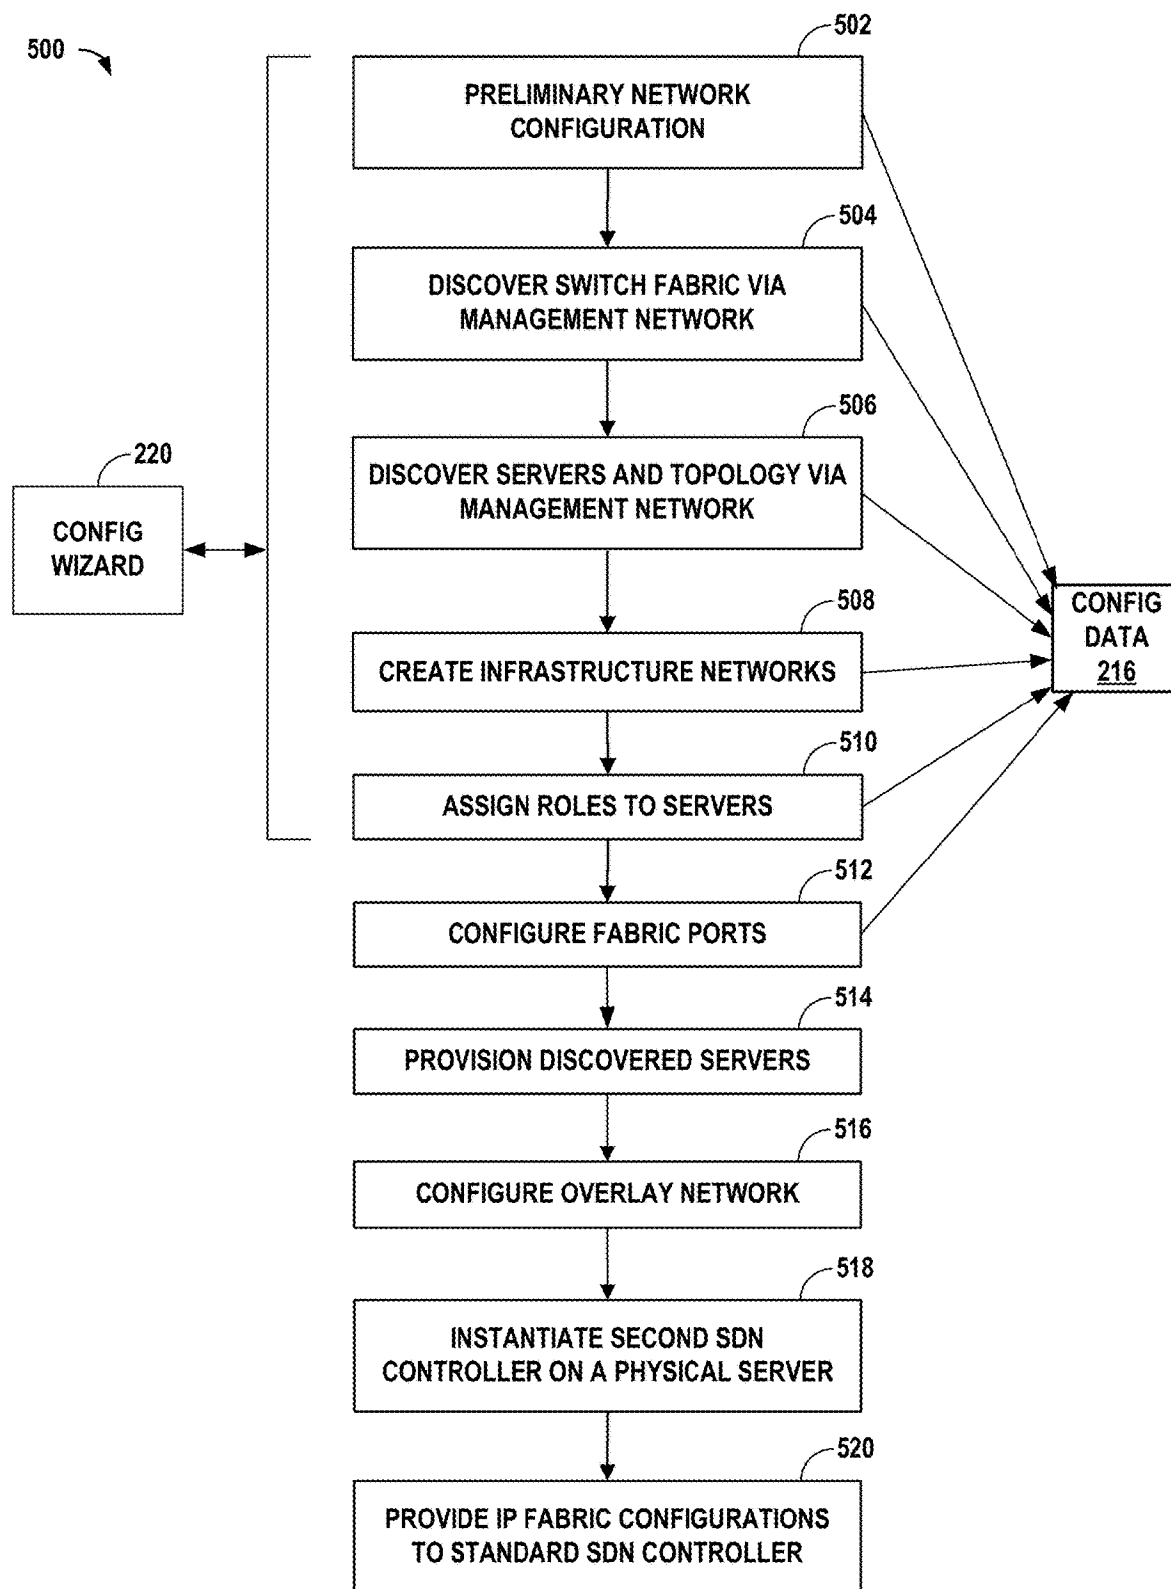 500
502
PRELIMINARY NETWORK
CONFIGURATION
504
DISCOVER SWITCH FABRIC VIA
MANAGEMENT NETWORK
506
DISCOVER SERVERS AND TOPOLOGY VIA
MANAGEMENT NETWORK
220
CONFIG
WIZARD
508
CREATE INFRASTRUCTURE NETWORKS
CONFIG
DATA
216
510
ASSIGN ROLES TO SERVERS
512
CONFIGURE FABRIC PORTS
514
PROVISION DISCOVERED SERVERS
516
CONFIGURE OVERLAY NETWORK
518
INSTANTIATE SECOND SDN
CONTROLLER ON A PHYSICAL SERVER
520
PROVIDE IP FABRIC CONFIGURATIONS
TO STANDARD SDN CONTROLLER